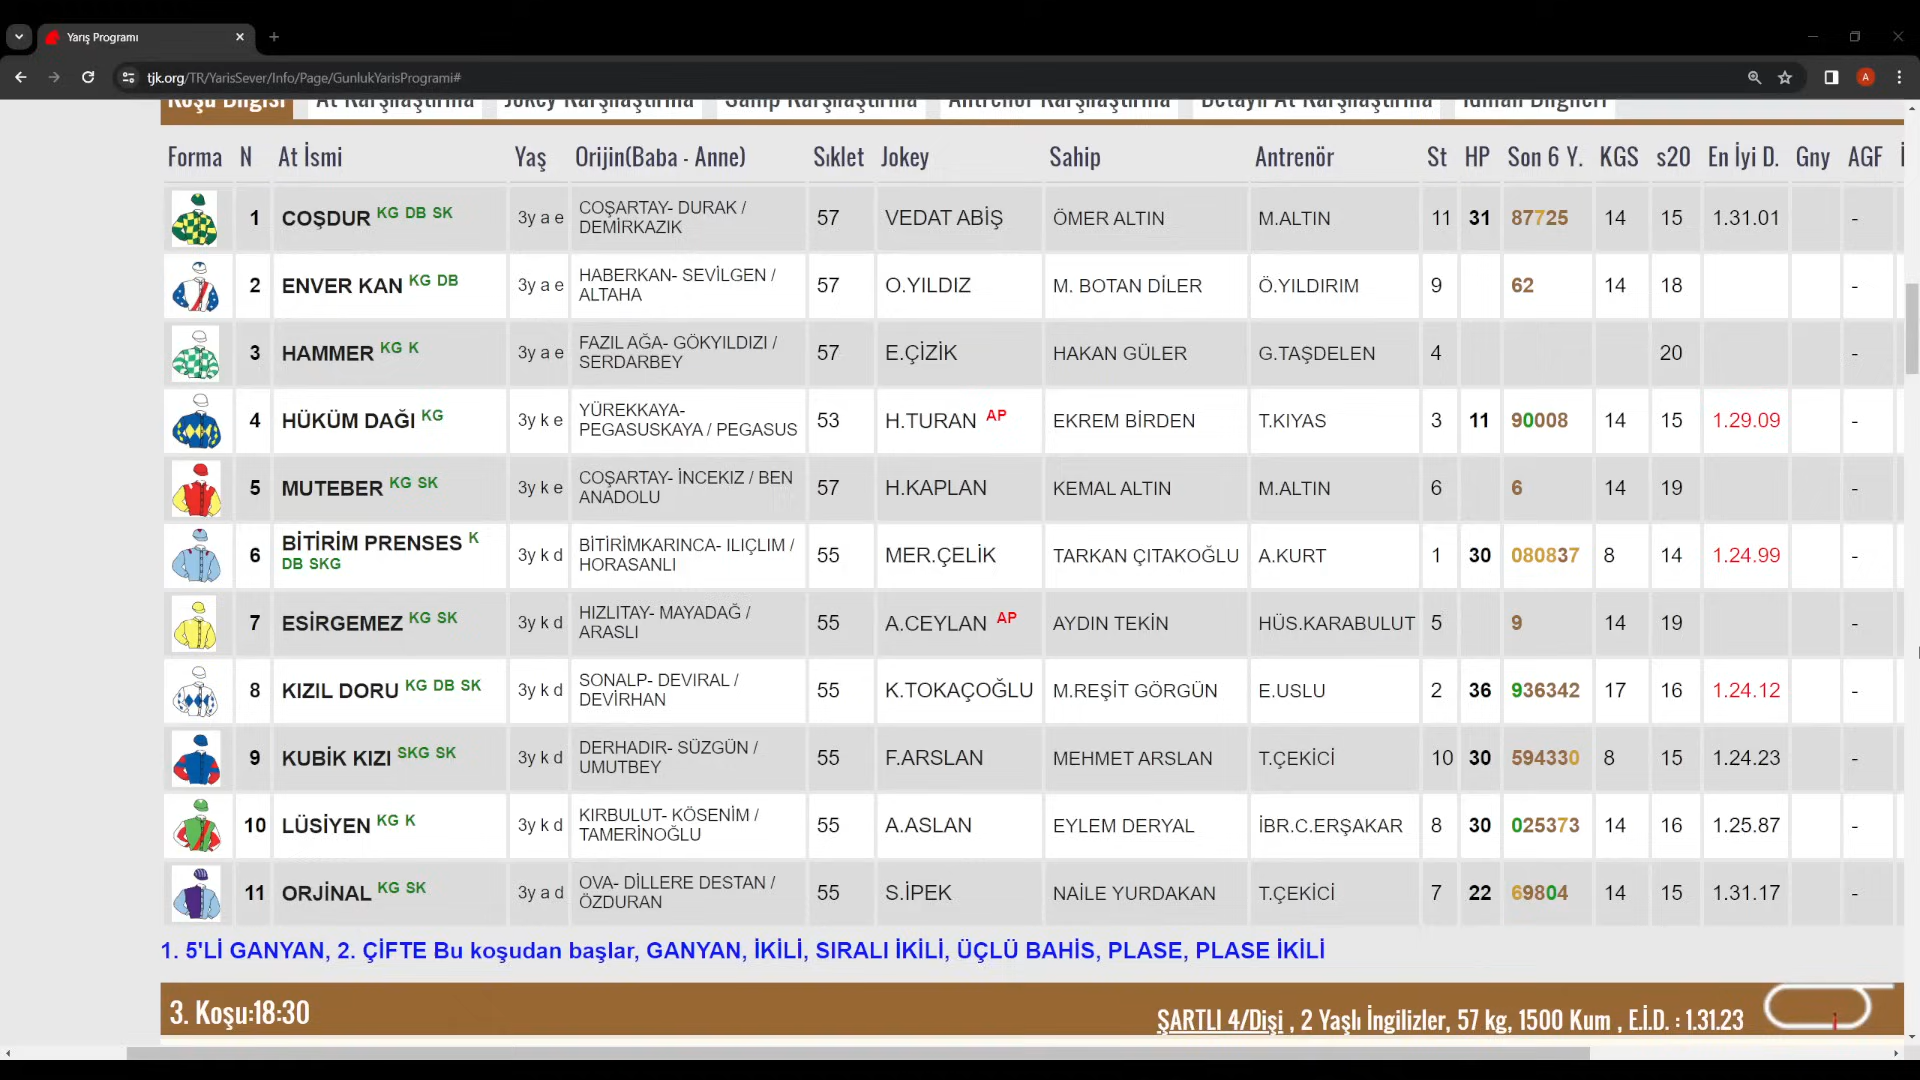 Yarış Programı
tjk.org/TR/YarisSever/Info/Page/GunlukYarisProgrami#
A
Koşu Bilgisi At Karşılaştırma Jokey Karşılaştırma Sahip Karşılaştırma Antrenör Karşılaştırma Detaylı At Karşılaştırma İdman Bilgileri
Forma N At İsmi Yaş Orijin(Baba - Anne) Sıklet Jokey Sahip Antrenör St HP Son 6 Y. KGS s20 En İyi D. Gny AGF
1 COŞDUR KG DB SK 3y a e COŞARTAY- DURAK / DEMİRKAZIK 57 VEDAT ABİŞ ÖMER ALTIN M.ALTIN 11 31 87725 14 15 1.31.01 -
2 ENVER KAN KG DB 3y a e HABERKAN- SEVİLGEN / ALTAHA 57 O.YILDIZ M. BOTAN DİLER Ö.YILDIRIM 9 62 14 18 -
3 HAMMER KG K 3y a e FAZIL AĞA- GÖKYILDIZI / SERDARBEY 57 E.ÇİZİK HAKAN GÜLER G.TAŞDELEN 4 20 -
4 HÜKÜM DAĞI KG 3y k e YÜREKKAYA- PEGASUSKAYA / PEGASUS 53 H.TURAN AP EKREM BİRDEN T.KIYAS 3 11 90008 14 15 1.29.09 -
5 MUTEBER KG SK 3y k e COŞARTAY- İNCEKIZ / BEN ANADOLU 57 H.KAPLAN KEMAL ALTIN M.ALTIN 6 6 14 19 -
6 BİTİRİM PRENSES K DB SKG 3y k d BİTİRİMKARINCA- ILIÇLIM / HORASANLI 55 MER.ÇELİK TARKAN ÇITAKOĞLU A.KURT 1 30 080837 8 14 1.24.99 -
7 ESİRGEMEZ KG SK 3y k d HIZLITAY- MAYADAĞ / ARASLI 55 A.CEYLAN AP AYDIN TEKİN HÜS.KARABULUT 5 9 14 19 -
8 KIZIL DORU KG DB SK 3y k d SONALP- DEVIRAL / DEVİRHAN 55 K.TOKAÇOĞLU M.REŞİT GÖRGÜN E.USLU 2 36 936342 17 16 1.24.12 -
9 KUBİK KIZI SKG SK 3y k d DERHADIR- SÜZGÜN / UMUTBEY 55 F.ARSLAN MEHMET ARSLAN T.ÇEKİCİ 10 30 594330 8 15 1.24.23 -
10 LÜSİYEN KG K 3y k d KIRBULUT- KÖSENİM / TAMERİNOĞLU 55 A.ASLAN EYLEM DERYAL İBR.C.ERŞAKAR 8 30 025373 14 16 1.25.87 -
11 ORJİNAL KG SK 3y a d OVA- DİLLERE DESTAN / ÖZDURAN 55 S.İPEK NAİLE YURDAKAN T.ÇEKİCİ 7 22 69804 14 15 1.31.17 -
1. 5'Lİ GANYAN, 2. ÇİFTE Bu koşudan başlar, GANYAN, İKİLİ, SIRALI İKİLİ, ÜÇLÜ BAHİS, PLASE, PLASE İKİLİ
3. Koşu:18:30
ŞARTLI 4/Dişi , 2 Yaşlı İngilizler, 57 kg, 1500 Kum , E.İ.D. : 1.31.23